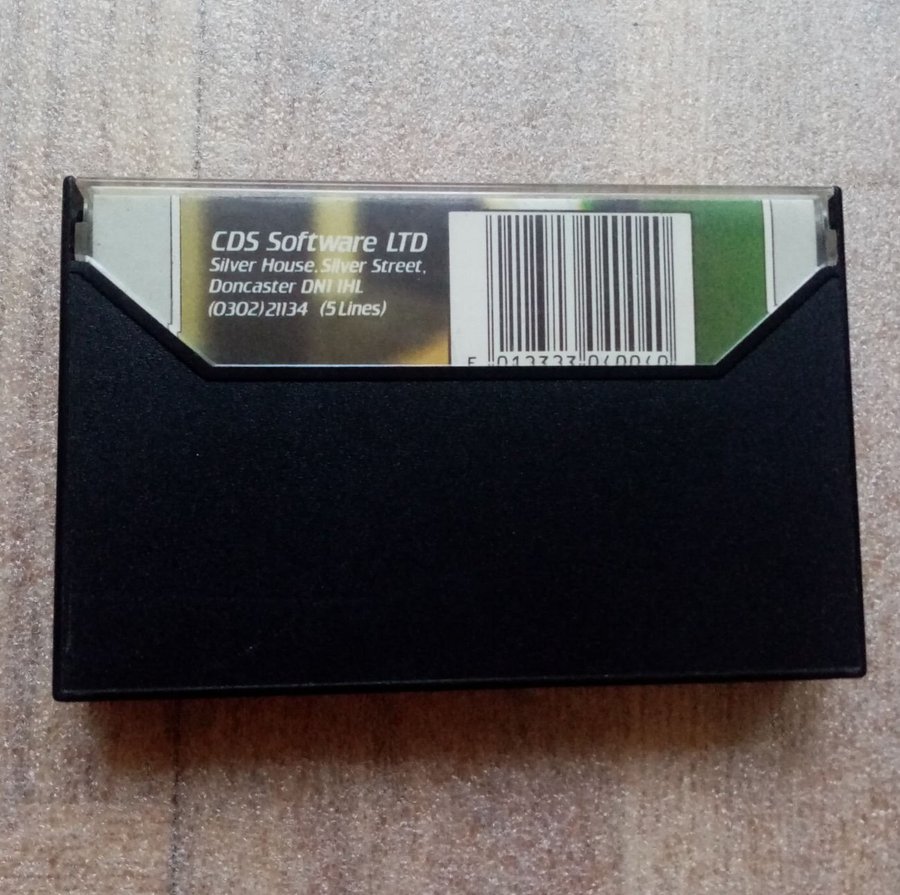 CDS Software LTD
Silver House, Silver Street,
Doncaster DN1 1HL
(0302) 21134 (5 Lines)